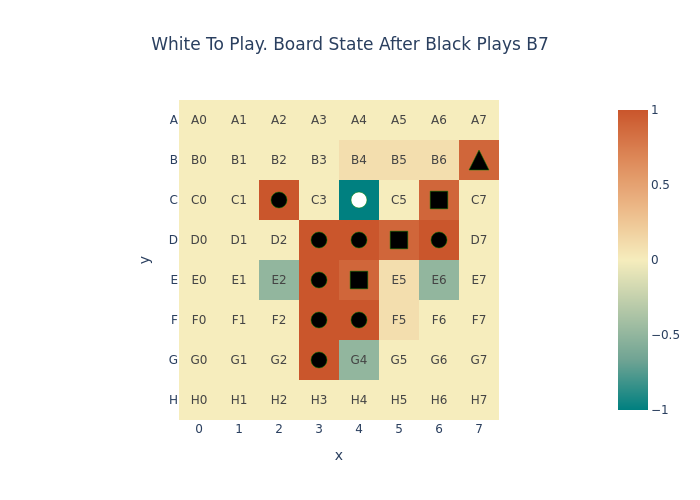 White To Play. Board State After Black Plays B7
A A0 A1 A2 A3 A4 A5 A6 A7
B B0 B1 B2 B3 B4 B5 B6
C C0 C1 C3 C5 C7
D D0 D1 D2 D7
E E0 E1 E2 E5 E6 E7
F F0 F1 F2 F5 F6 F7
G G0 G1 G2 G4 G5 G6 G7
H H0 H1 H2 H3 H4 H5 H6 H7
0 1 2 3 4 5 6 7
x
y
1
0.5
0
−0.5
−1